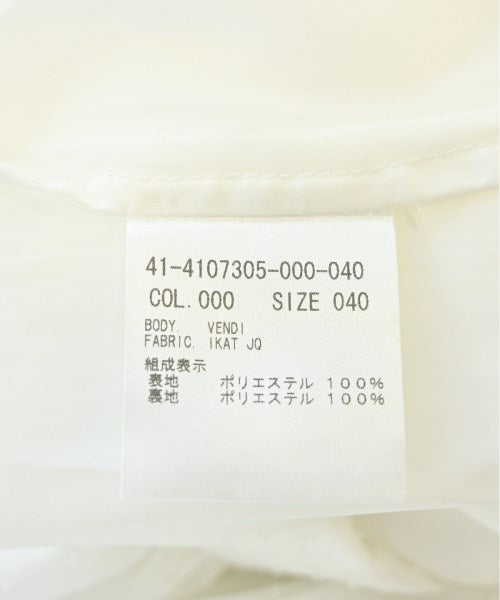 41-4107305-000-040
COL.000 SIZE 040
BODY. VENDI
FABRIC. IKAT JQ
組成表示
表地 ポリエステル 100%
裏地 ポリエステル 100%